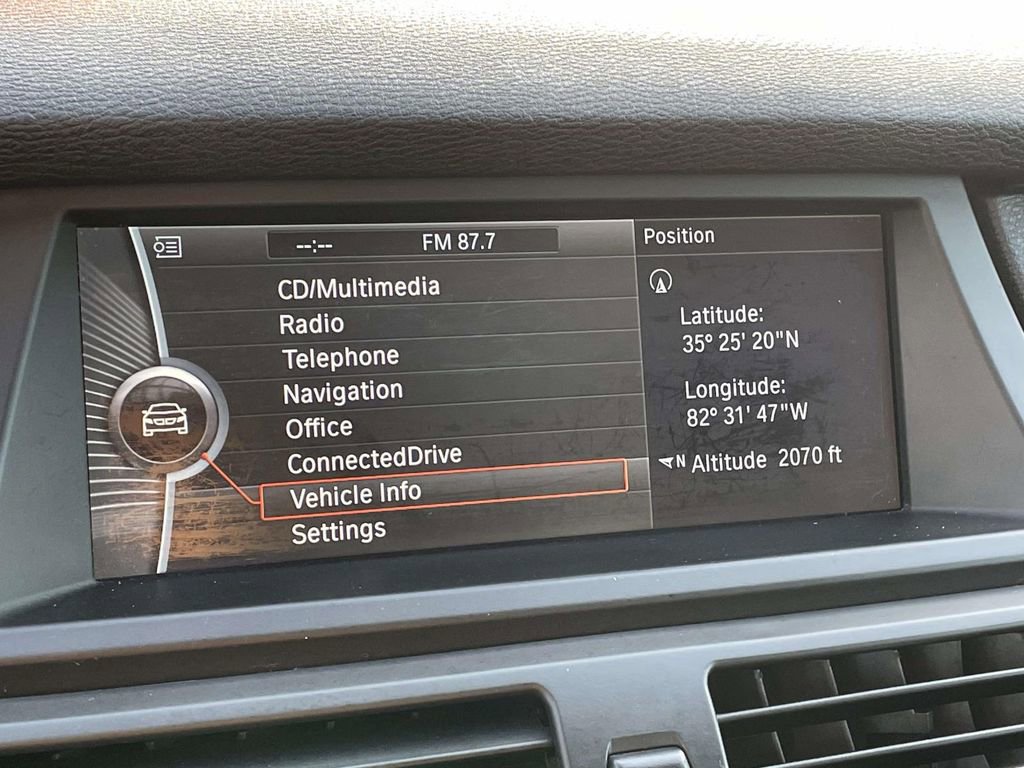 --:-- FM 87.7
CD/Multimedia
Radio
Telephone
Navigation
Office
ConnectedDrive
Vehicle Info
Settings
Position
Latitude:
35° 25' 20"N
Longitude:
82° 31' 47"W
N Altitude 2070 ft